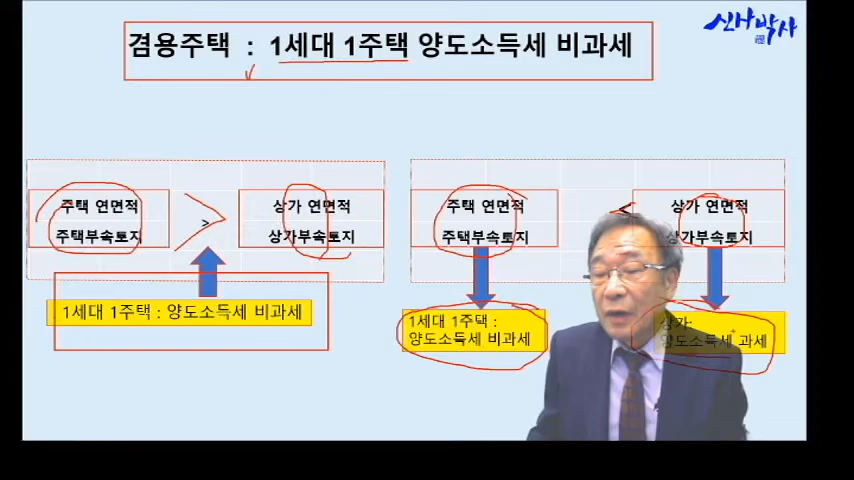 겸용주택 : 1세대 1주택 양도소득세 비과세
신나박사
주택 연면적
주택부속토지
>
상가 연면적
상가부속토지
1세대 1주택 : 양도소득세 비과세
주택 연면적
주택부속토지
<
상가 연면적
상가부속토지
1세대 1주택 :
양도소득세 비과세
상가:
양도소득세 과세